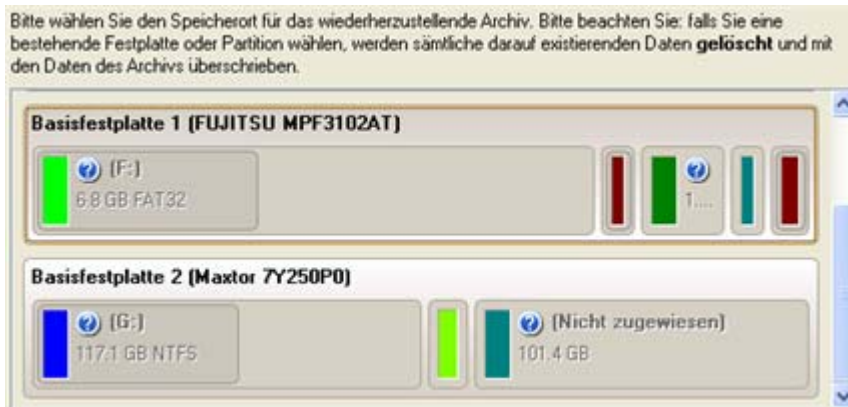 Bitte wählen Sie den Speicherort für das wiederherzustellende Archiv. Bitte beachten Sie: falls Sie eine
bestehende Festplatte oder Partition wählen, werden sämtliche darauf existierenden Daten gelöscht und mit
den Daten des Archivs überschrieben.
Basisfestplatte 1 (FUJITSU MPF3102AT)
(F:)
6.8 GB FAT32
1....
Basisfestplatte 2 (Maxtor 7Y250P0)
(G:)
117.1 GB NTFS
(Nicht zugewiesen)
101.4 GB